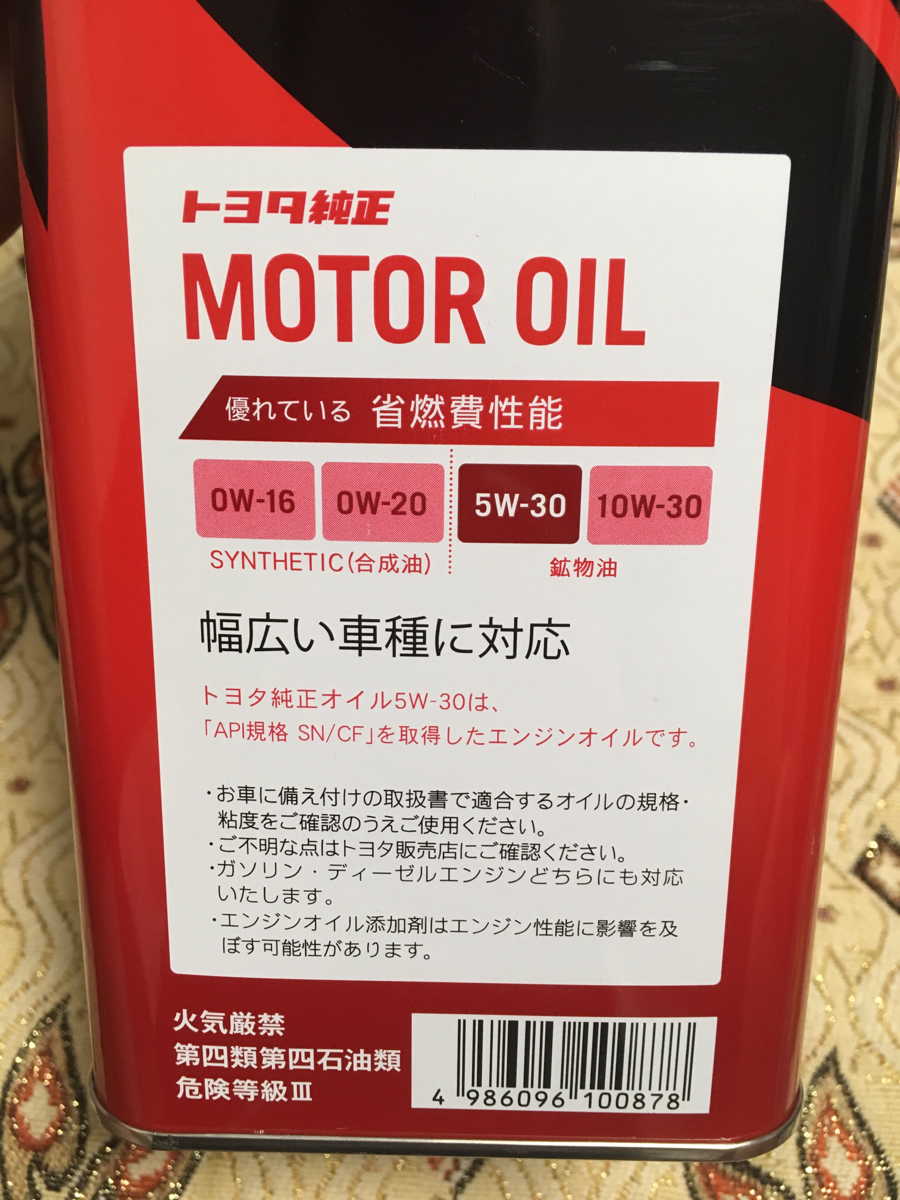 トヨタ純正
MOTOR OIL
優れている 省燃費性能
0W-16 0W-20 5W-30 10W-30
SYNTHETIC(合成油) 鉱物油
幅広い車種に対応
トヨタ純正オイル5W-30は、
「API規格 SN/CF」を取得したエンジンオイルです。
・お車に備え付けの取扱書で適合するオイルの規格・
粘度をご確認のうえご使用ください。
・ご不明な点はトヨタ販売店にご確認ください。
・ガソリン・ディーゼルエンジンどちらにも対応
いたします。
・エンジンオイル添加剤はエンジン性能に影響を及
ぼす可能性があります。
火気厳禁
第四類第四石油類
危険等級Ⅲ
4 986096 100878